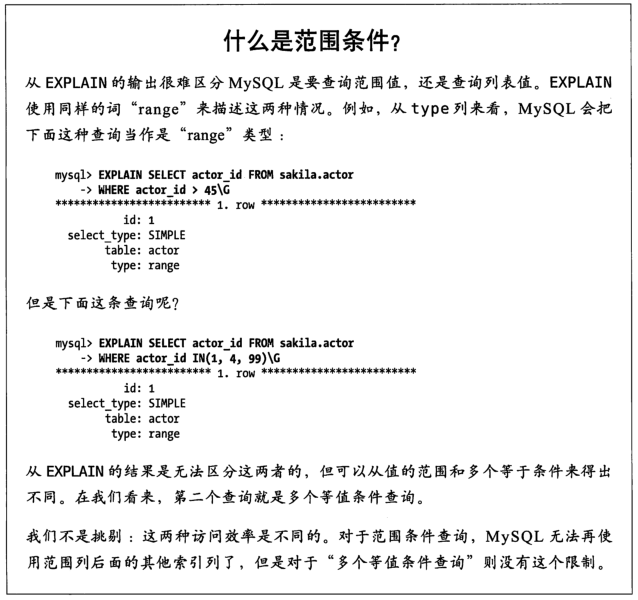 什么是范围条件?
从 EXPLAIN 的输出很难区分 MySQL 是要查询范围值，还是查询列表值。EXPLAIN
使用同样的词“range”来描述这两种情况。例如，从 type 列来看，MySQL 会把
下面这种查询当作是“range”类型：
mysql> EXPLAIN SELECT actor_id FROM sakila.actor
-> WHERE actor_id > 45\G
************************* 1. row *************************
id: 1
select_type: SIMPLE
table: actor
type: range
但是下面这条查询呢?
mysql> EXPLAIN SELECT actor_id FROM sakila.actor
-> WHERE actor_id IN(1, 4, 99)\G
************************* 1. row *************************
id: 1
select_type: SIMPLE
table: actor
type: range
从 EXPLAIN 的结果是无法区分这两者的，但可以从值的范围和多个等于条件来得出
不同。在我们看来，第二个查询就是多个等值条件查询。
我们不是挑剔：这两种访问效率是不同的。对于范围条件查询，MySQL 无法再使
用范围列后面的其他索引列了，但是对于“多个等值条件查询”则没有这个限制。